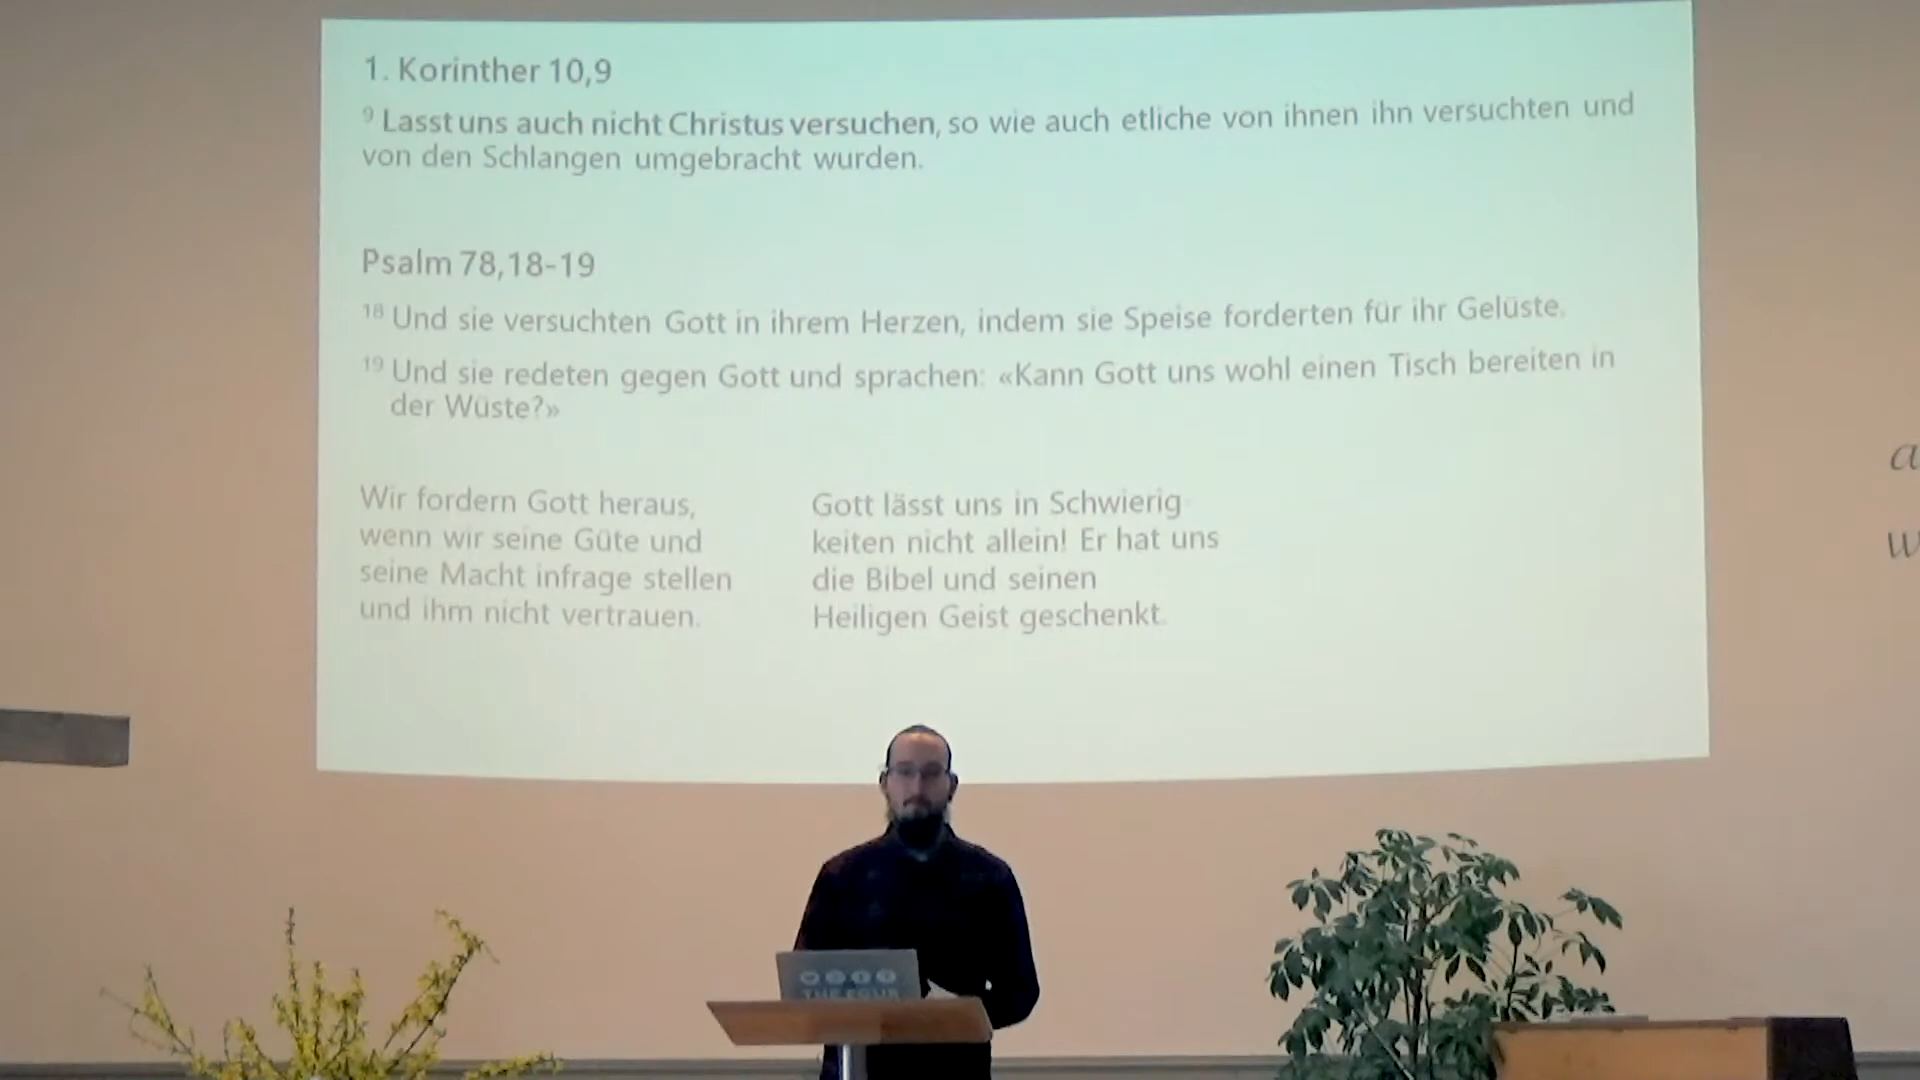 1. Korinther 10,9
9 Lasst uns auch nicht Christus versuchen, so wie auch etliche von ihnen ihn versuchten und
von den Schlangen umgebracht wurden.
Psalm 78,18-19
18 Und sie versuchten Gott in ihrem Herzen, indem sie Speise forderten für ihr Gelüste.
19 Und sie redeten gegen Gott und sprachen: «Kann Gott uns wohl einen Tisch bereiten in
der Wüste?»
Wir fordern Gott heraus,
wenn wir seine Güte und
seine Macht infrage stellen
und ihm nicht vertrauen.
Gott lässt uns in Schwierig-
keiten nicht allein! Er hat uns
die Bibel und seinen
Heiligen Geist geschenkt.
a
w
THE FOUR